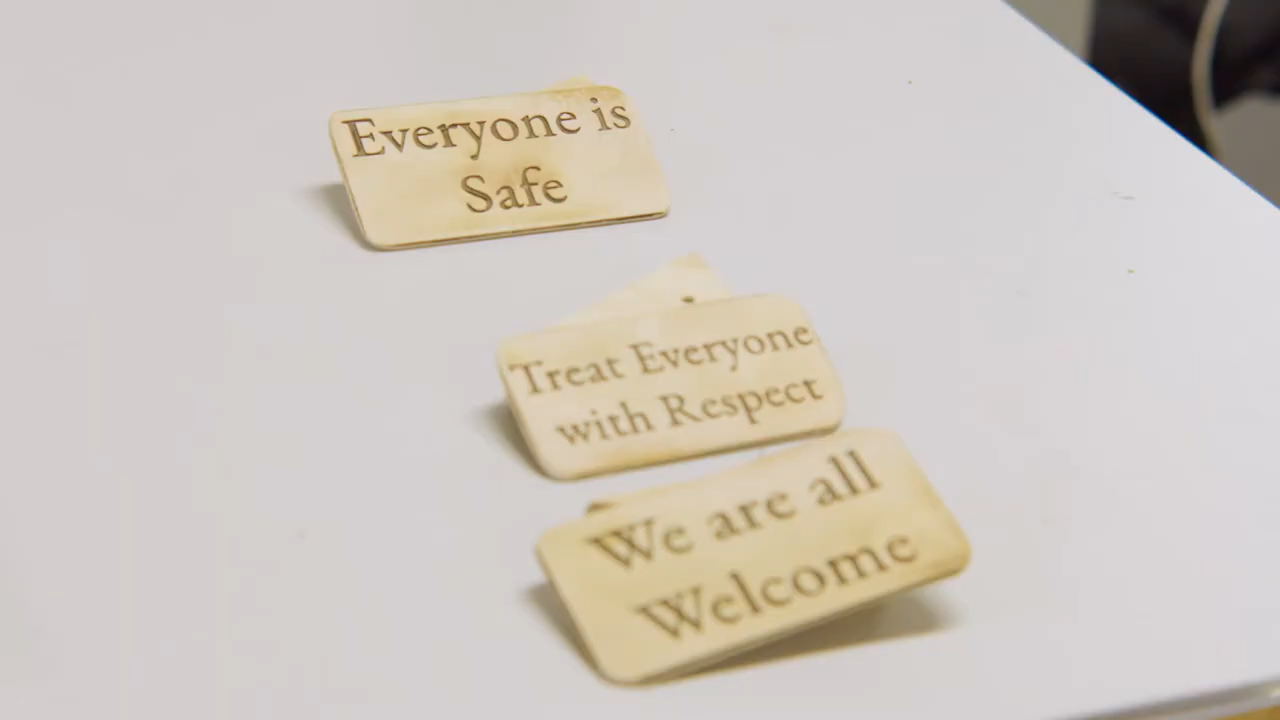 Everyone is
Safe
Treat Everyone
with Respect
We are all
Welcome